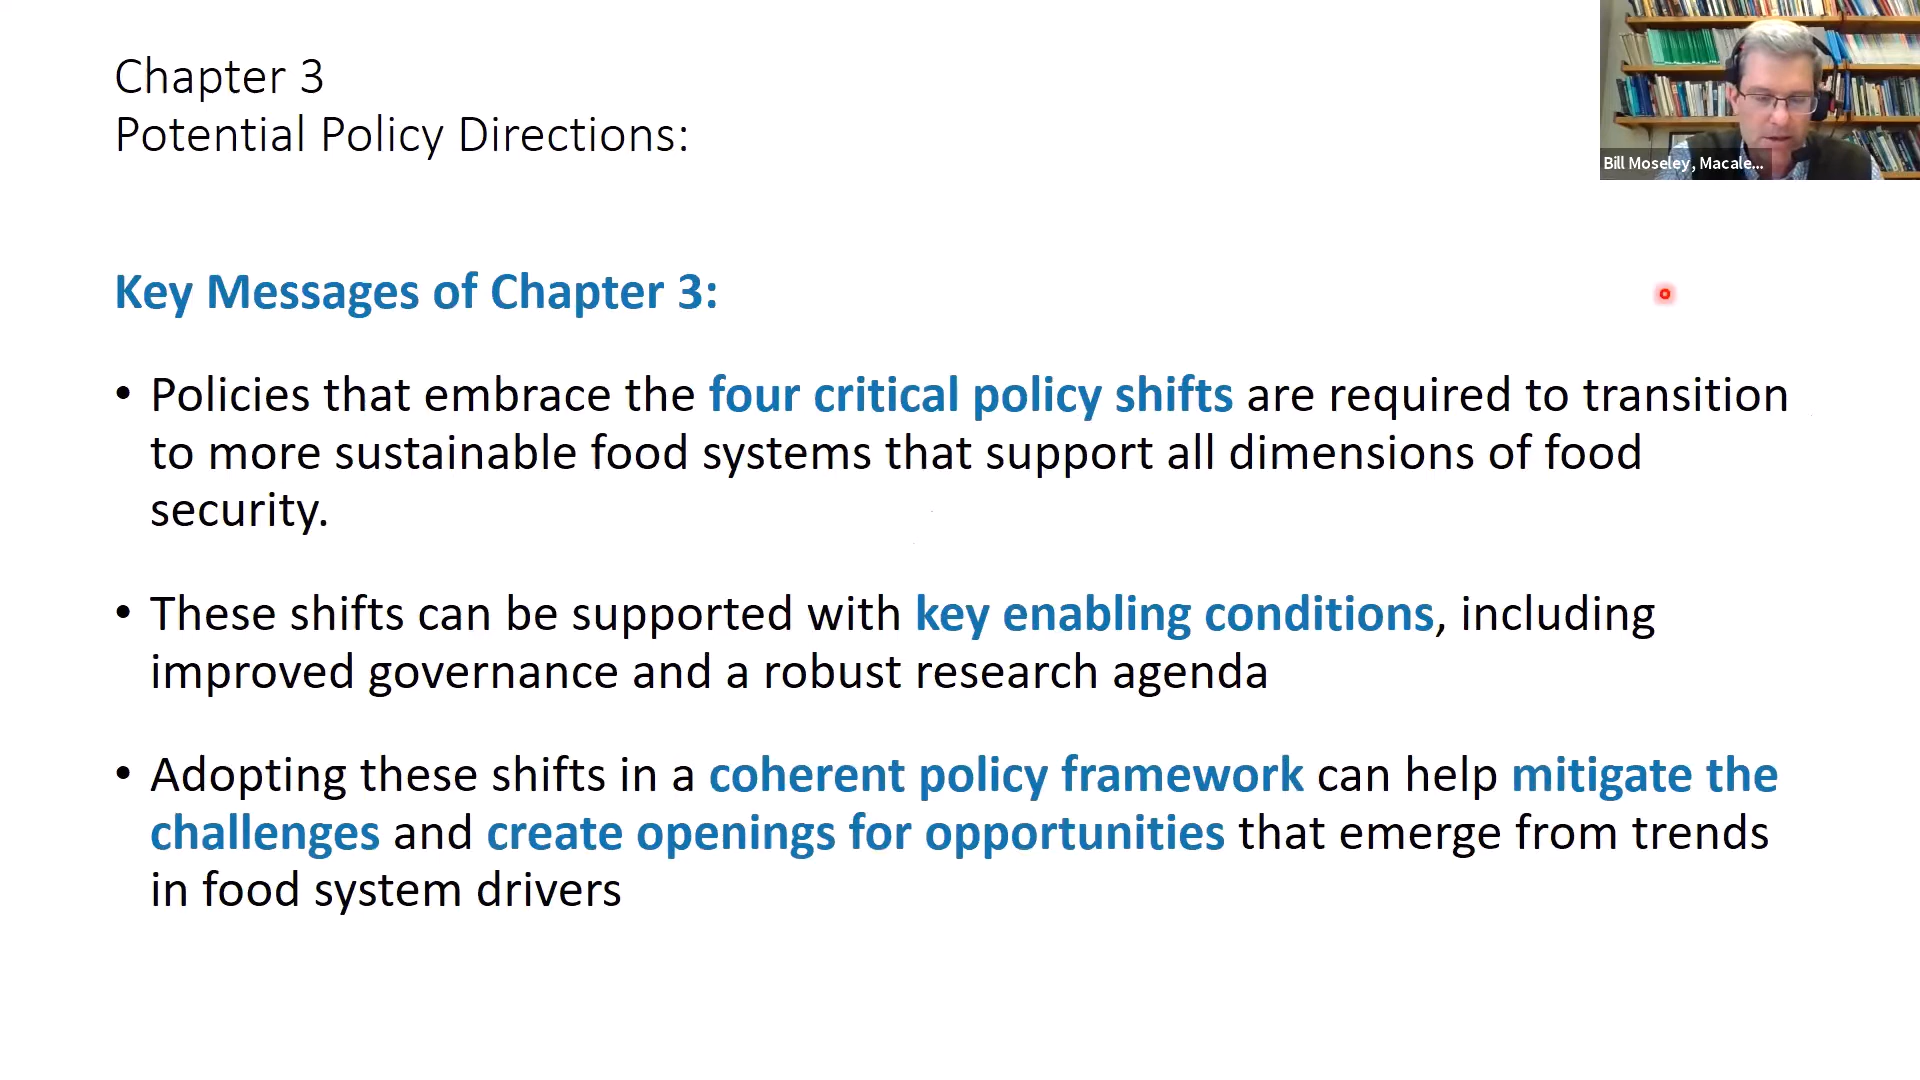 Chapter 3
Potential Policy Directions:
Bill Moseley, Macale...
Key Messages of Chapter 3:
• Policies that embrace the four critical policy shifts are required to transition
to more sustainable food systems that support all dimensions of food
security.
• These shifts can be supported with key enabling conditions, including
improved governance and a robust research agenda
• Adopting these shifts in a coherent policy framework can help mitigate the
challenges and create openings for opportunities that emerge from trends
in food system drivers